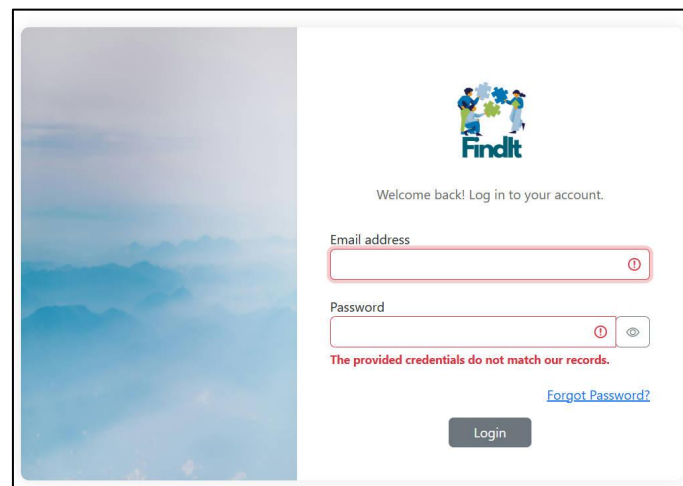 FindIt
Welcome back! Log in to your account.
Email address
Password
The provided credentials do not match our records.
Forgot Password?
Login